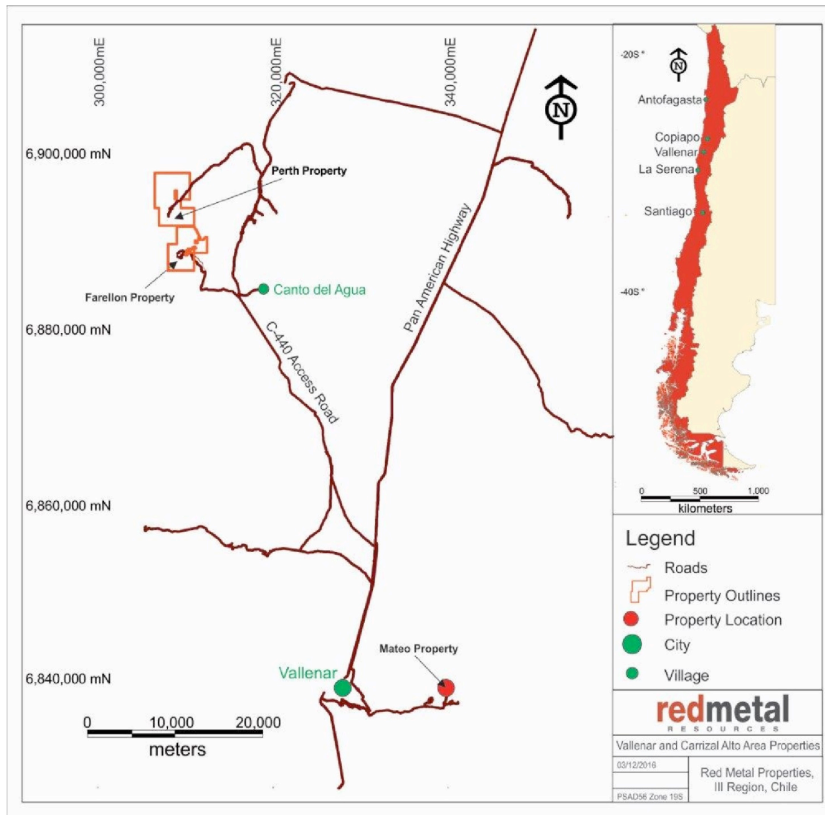 300,000mE
320,000mE
340,000mE
6,900,000 mN
6,880,000 mN
6,860,000 mN
6,840,000 mN
N
Perth Property
Farellon Property
Canto del Agua
C-440 Access Road
Pan American Highway
Vallenar
Mateo Property
0 10,000 20,000
meters
-20S °
N
Antofagasta
Copiapo
Vallenar
La Serena
Santiago
-40S °
0 500 1,000
kilometers
Legend
Roads
Property Outlines
Property Location
City
Village
redmetal
RESOURCES
Vallenar and Carrizal Alto Area Properties
03/12/2016
PSAD56 Zone 19S
Red Metal Properties,
III Region, Chile